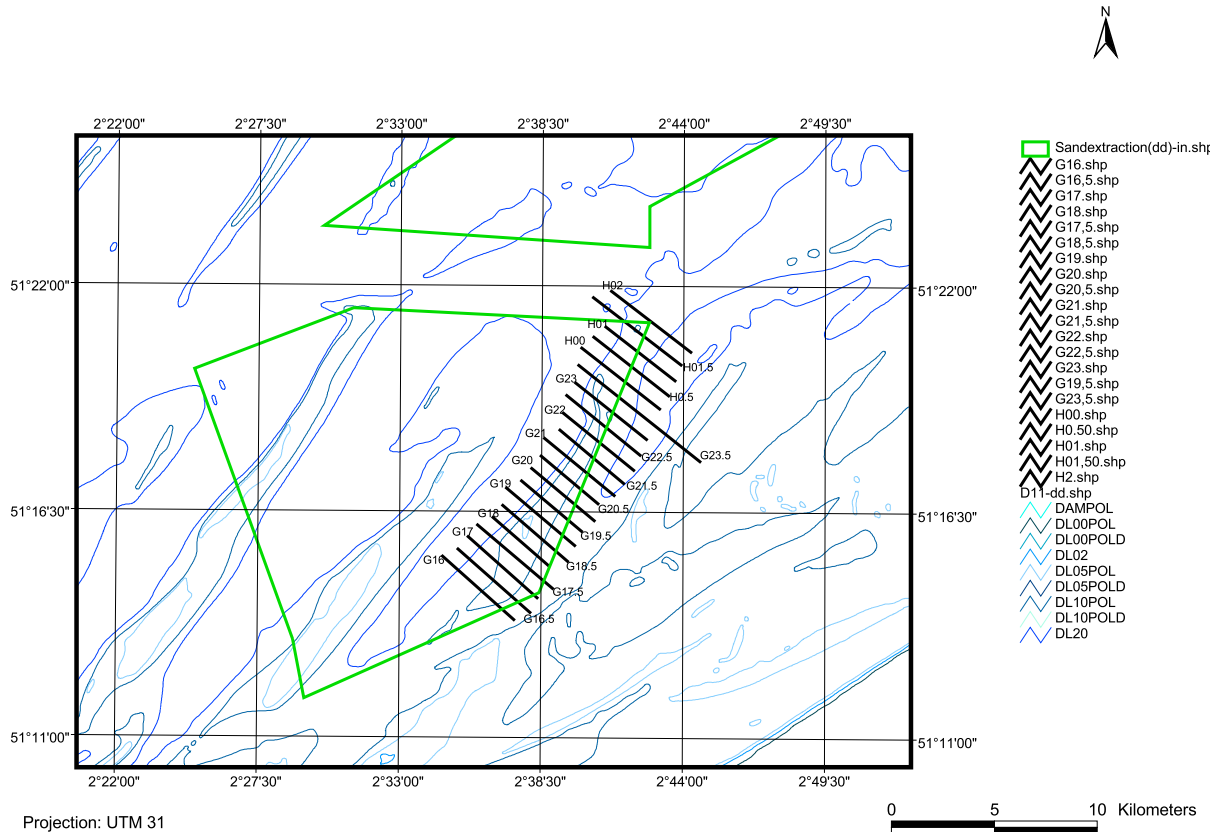 N
2°22'00" 2°27'30" 2°33'00" 2°38'30" 2°44'00" 2°49'30"
51°22'00" 51°22'00"
51°16'30" 51°16'30"
51°11'00" 51°11'00"
2°22'00" 2°27'30" 2°33'00" 2°38'30" 2°44'00" 2°49'30"
H02
H01
H00
H01.5
G23
H0.5
G22
G21
G23.5
G22.5
G20
G21.5
G19
G20.5
G18
G19.5
G17
G16
G18.5
G17.5
G16.5
Sandextraction(dd)-in.shp
G16.shp
G16,5.shp
G17.shp
G18.shp
G17,5.shp
G18,5.shp
G19.shp
G20.shp
G20,5.shp
G21.shp
G21,5.shp
G22.shp
G22,5.shp
G23.shp
G19,5.shp
G23,5.shp
H00.shp
H0.50.shp
H01.shp
H01,50.shp
H2.shp
D11-dd.shp
DAMPOL
DL00POL
DL00POLD
DL02
DL05POL
DL05POLD
DL10POL
DL10POLD
DL20
Projection: UTM 31
0 5 10 Kilometers